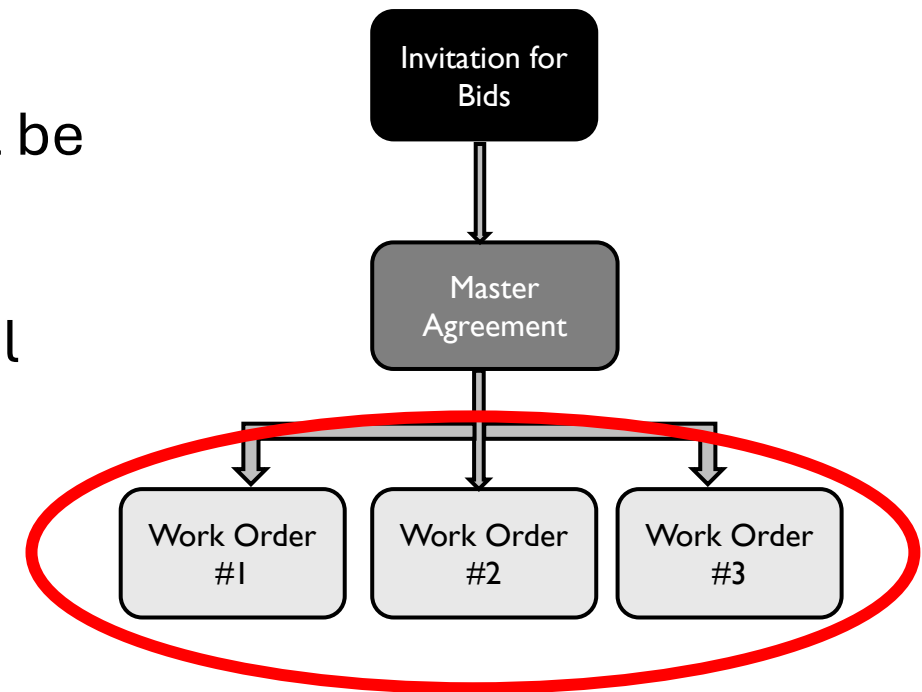 Invitation for
Bids
be
Master
Agreement
l
Work Order
#1
Work Order
#2
Work Order
#3